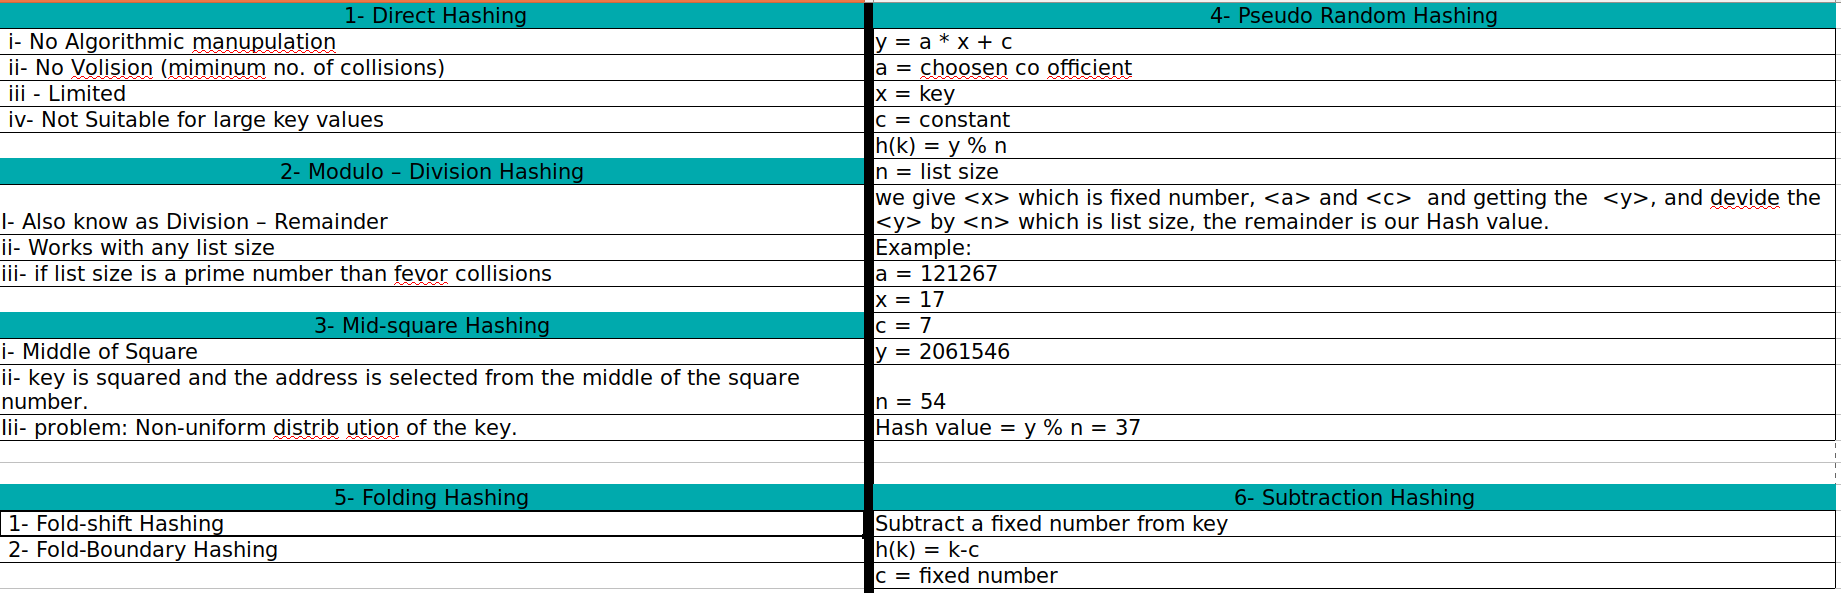 1- Direct Hashing
i- No Algorithmic manupulation
ii- No Volision (miminum no. of collisions)
iii - Limited
iv- Not Suitable for large key values
2- Modulo – Division Hashing
I- Also know as Division – Remainder
ii- Works with any list size
iii- if list size is a prime number than fevor collisions
3- Mid-square Hashing
i- Middle of Square
ii- key is squared and the address is selected from the middle of the square
number.
Iii- problem: Non-uniform distrib ution of the key.
4- Pseudo Random Hashing
y = a * x + c
a = choosen co officient
x = key
c = constant
h(k) = y % n
n = list size
we give <x> which is fixed number, <a> and <c>  and getting the  <y>, and devide the
<y> by <n> which is list size, the remainder is our Hash value.
Example:
a = 121267
x = 17
c = 7
y = 2061546
n = 54
Hash value = y % n = 37
5- Folding Hashing
1- Fold-shift Hashing
2- Fold-Boundary Hashing
6- Subtraction Hashing
Subtract a fixed number from key
h(k) = k-c
c = fixed number